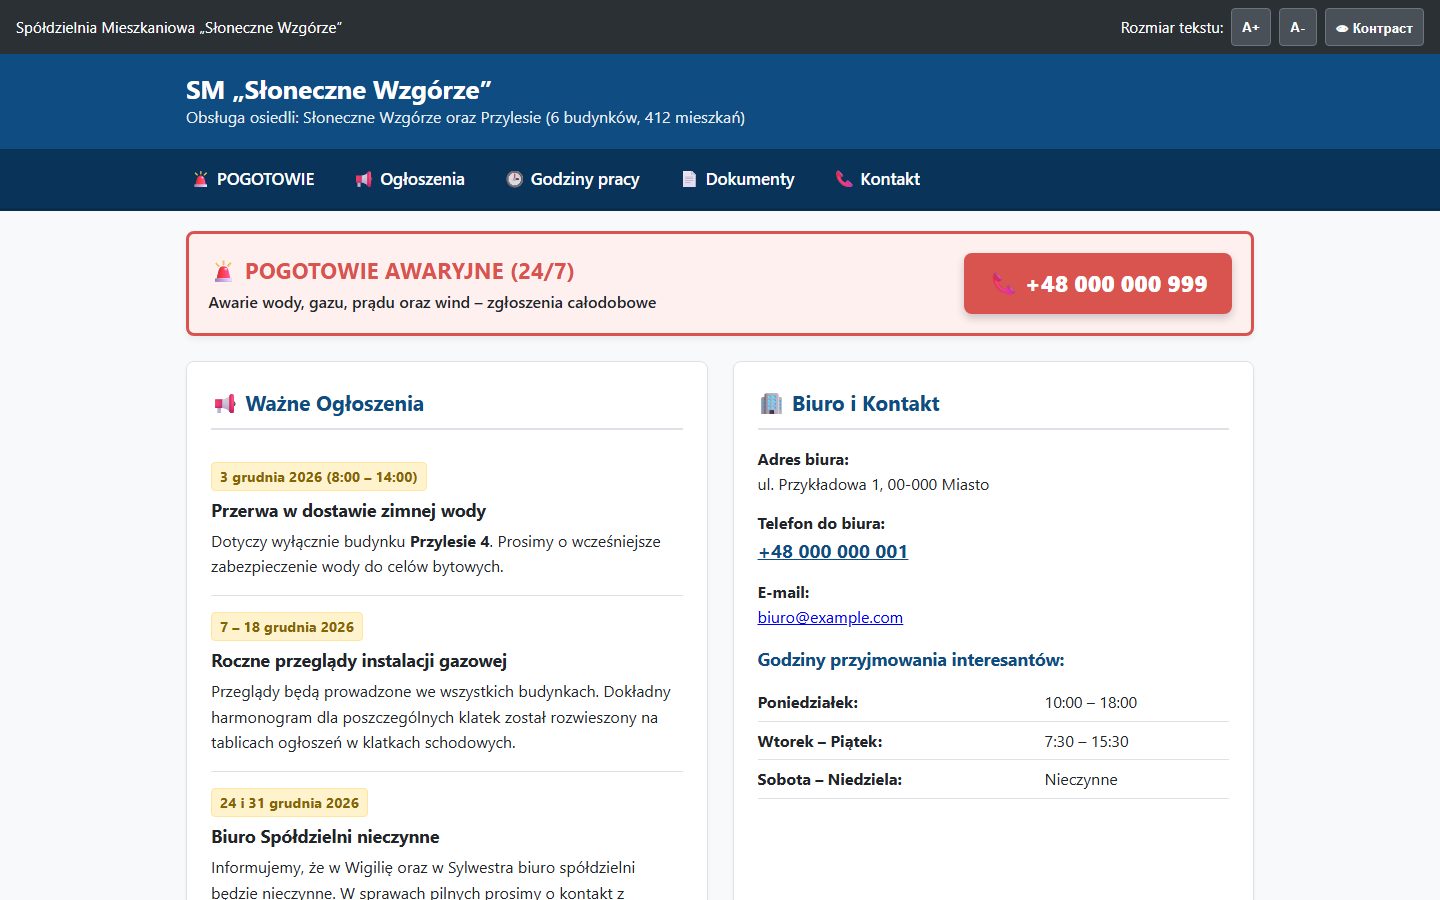 Spółdzielnia Mieszkaniowa „Słoneczne Wzgórze”
Rozmiar tekstu: A+ A- Контраст
SM „Słoneczne Wzgórze”
Obsługa osiedli: Słoneczne Wzgórze oraz Przylesie (6 budynków, 412 mieszkań)
POGOTOWIE Ogłoszenia Godziny pracy Dokumenty Kontakt
POGOTOWIE AWARYJNE (24/7)
Awarie wody, gazu, prądu oraz wind – zgłoszenia całodobowe
+48 000 000 999
Ważne Ogłoszenia
3 grudnia 2026 (8:00 – 14:00)
Przerwa w dostawie zimnej wody
Dotyczy wyłącznie budynku Przylesie 4. Prosimy o wcześniejsze
zabezpieczenie wody do celów bytowych.
7 – 18 grudnia 2026
Roczne przeglądy instalacji gazowej
Przeglądy będą prowadzone we wszystkich budynkach. Dokładny
harmonogram dla poszczególnych klatek został rozwieszony na
tablicach ogłoszeń w klatkach schodowych.
24 i 31 grudnia 2026
Biuro Spółdzielni nieczynne
Informujemy, że w Wigilię oraz w Sylwestra biuro spółdzielni
będzie nieczynne. W sprawach pilnych prosimy o kontakt z
Biuro i Kontakt
Adres biura:
ul. Przykładowa 1, 00-000 Miasto
Telefon do biura:
+48 000 000 001
E-mail:
biuro@example.com
Godziny przyjmowania interesantów:
Poniedziałek: 10:00 – 18:00
Wtorek – Piątek: 7:30 – 15:30
Sobota – Niedziela: Nieczynne